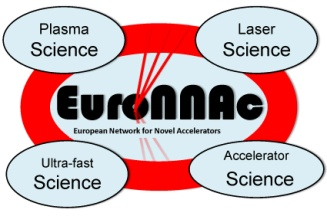 Plasma
Science
Laser
Science
EuroNNAc
European Network for Novel Accelerators
Ultra-fast
Science
Accelerator
Science